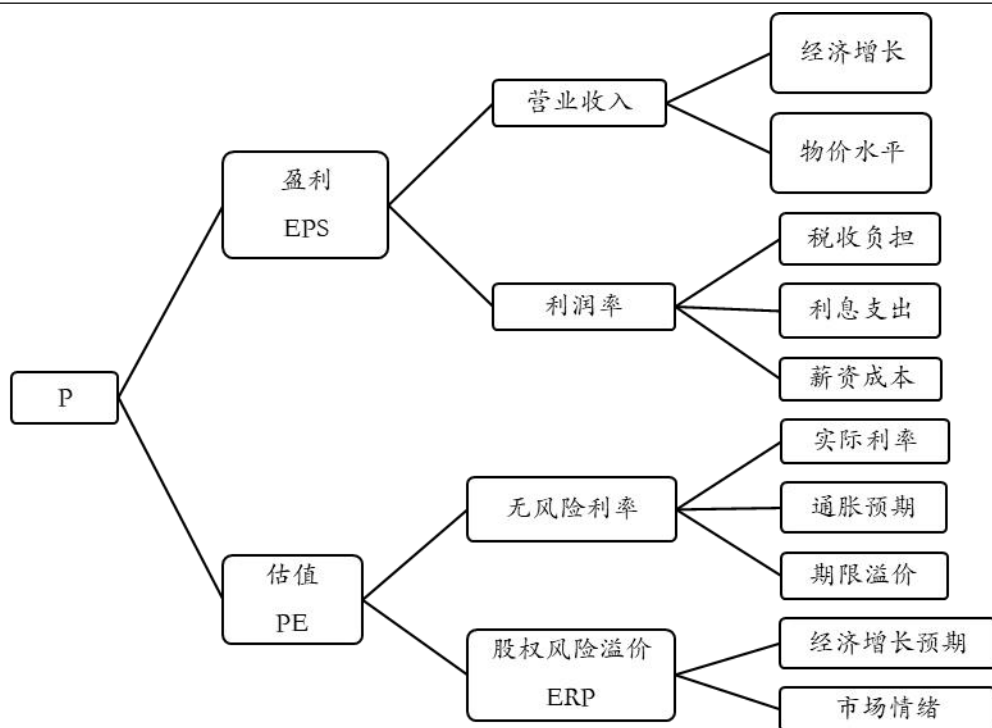 P
盈利
EPS
估值
PE
营业收入
利润率
无风险利率
股权风险溢价
ERP
经济增长
物价水平
税收负担
利息支出
薪资成本
实际利率
通胀预期
期限溢价
经济增长预期
市场情绪